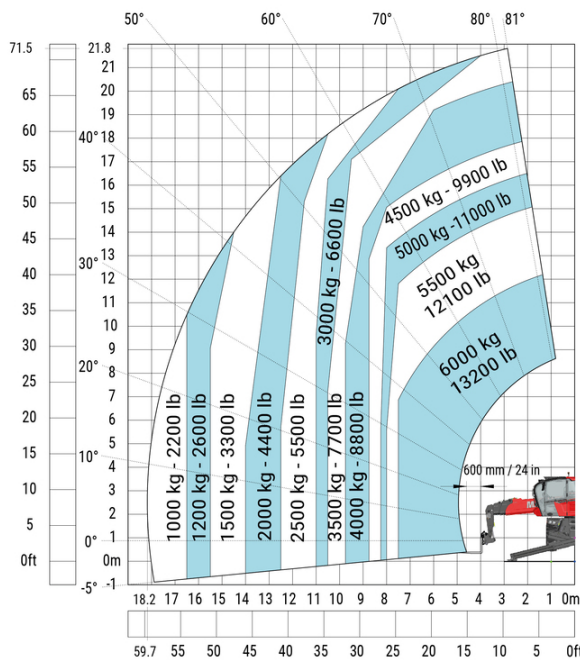 50° 60° 70° 80° 81°
71.5 21.8
21
65 20
19
60 40° 18
17
55
16
50 15
14
45
13
30°
40 12
11
35
10
30 9
20° 8
25
7
20 6
5
15
10° 4
10 3
2
5
0° 1
0ft 0m
-5° -1
4500 kg - 9900 lb
5000 kg -11000 lb
5500 kg
12100 lb
6000 kg
13200 lb
3000 kg - 6600 lb
1000 kg - 2200 lb
1200 kg - 2600 lb
1500 kg - 3300 lb
2000 kg - 4400 lb
2500 kg - 5500 lb
3500 kg - 7700 lb
4000 kg - 8800 lb
600 mm / 24 in
18.2 17 16 15 14 13 12 11 10 9 8 7 6 5 4 3 2 1 0m
59.7 55 50 45 40 35 30 25 20 15 10 5 0ft